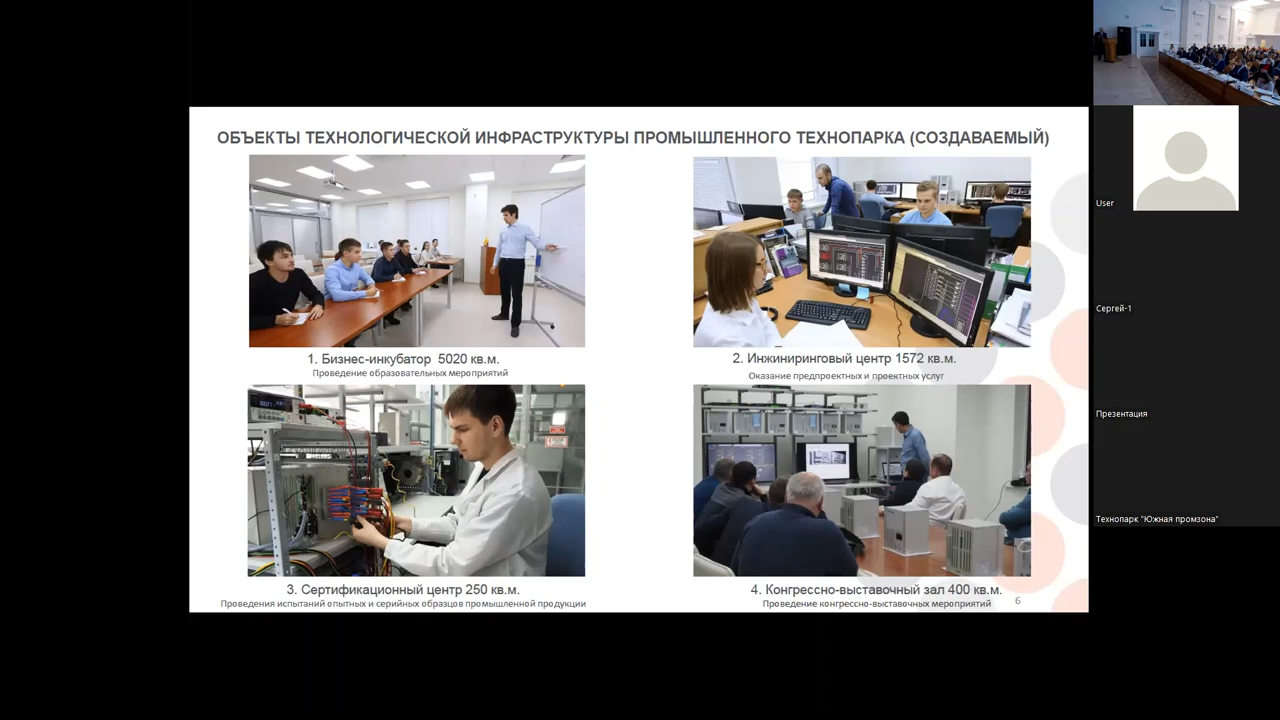 ОБЪЕКТЫ ТЕХНОЛОГИЧЕСКОЙ ИНФРАСТРУКТУРЫ ПРОМЫШЛЕННОГО ТЕХНОПАРКА (СОЗДАВАЕМЫЙ)
1. Бизнес-инкубатор 5020 кв.м.
Проведение образовательных мероприятий
2. Инжиниринговый центр 1572 кв.м.
Оказание предпроектных и проектных услуг
3. Сертификационный центр 250 кв.м.
Проведения испытаний опытных и серийных образцов промышленной продукции
4. Конгрессно-выставочный зал 400 кв.м.
Проведение конгрессно-выставочных мероприятий
6
User
Сергей-1
Презентация
Технопарк "Южная промзона"